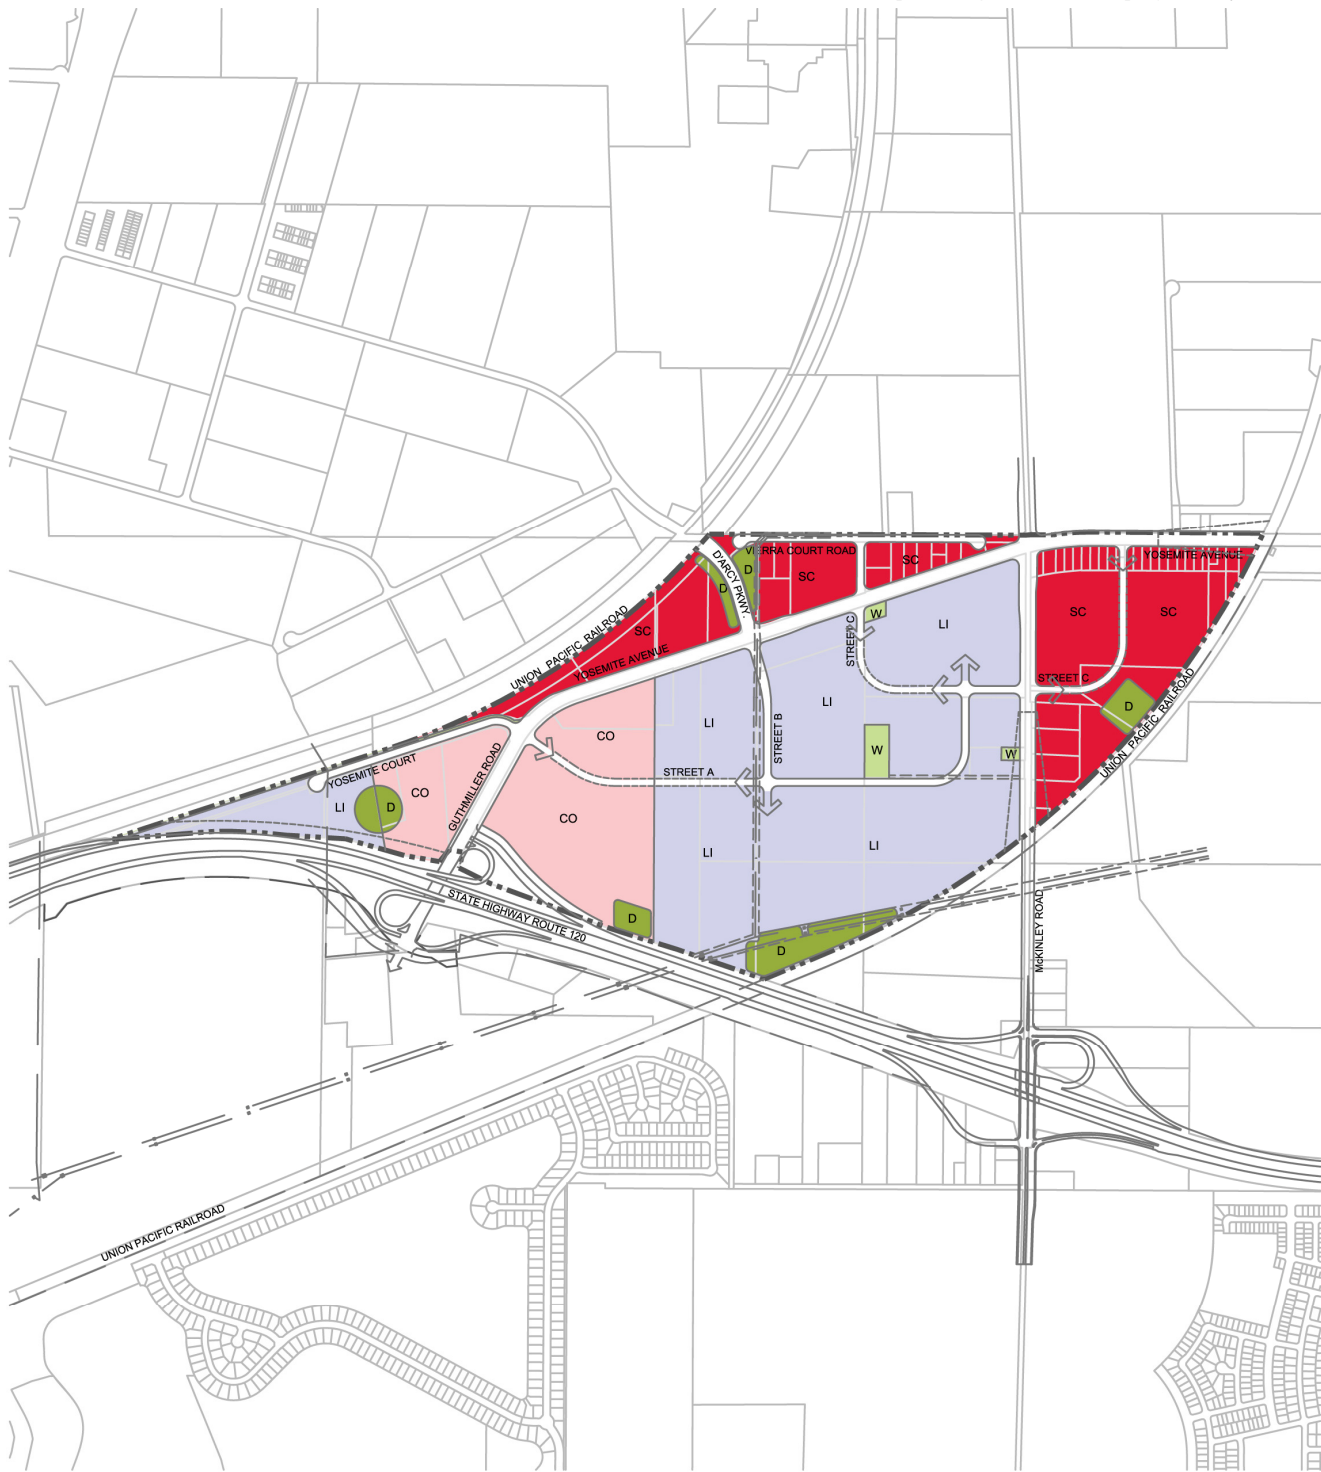 VIERRA COURT ROAD
YOSEMITE AVENUE
D'ARCY PKWY.
D
D
SC
SC
UNION PACIFIC RAILROAD
SC
W
LI
STREET C
SC
SC
YOSEMITE AVENUE
STREET C
D
UNION PACIFIC RAILROAD
LI
LI
STREET B
CO
W
W
STREET A
YOSEMITE COURT
GUTHMILLER ROAD
LI
D
CO
CO
LI
LI
STATE HIGHWAY ROUTE 120
D
D
McKINLEY ROAD
UNION PACIFIC RAILROAD